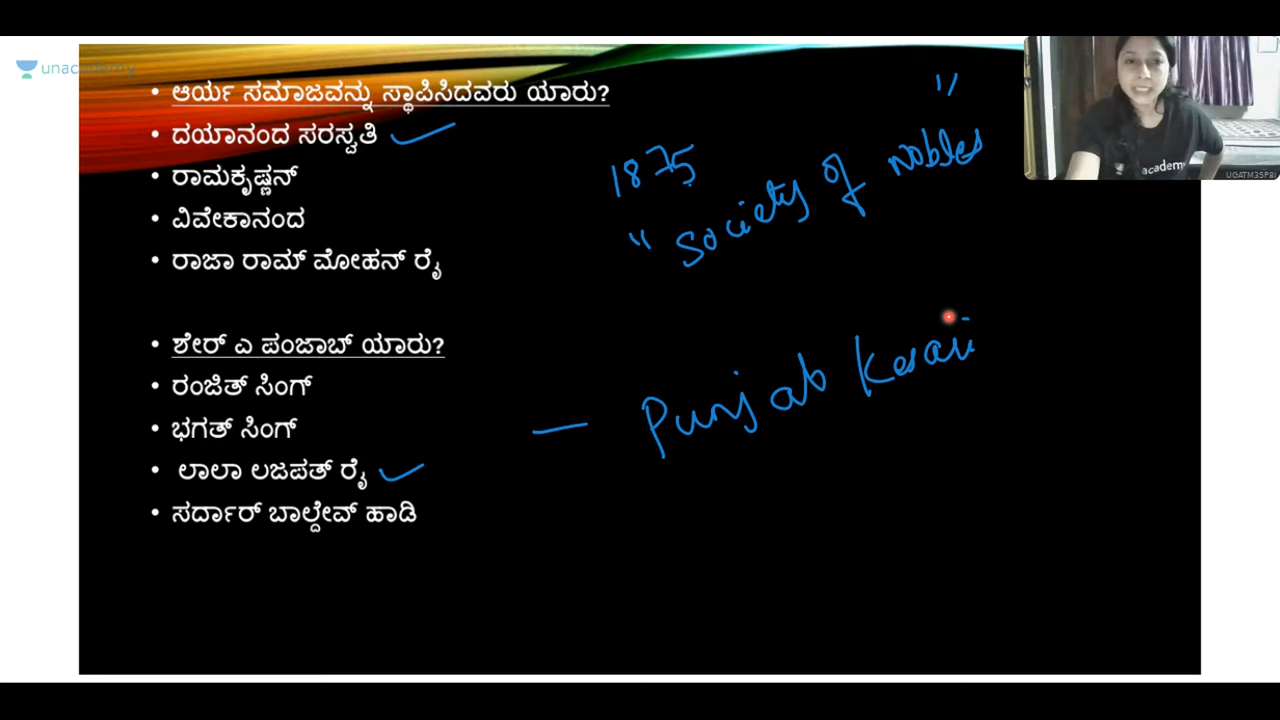 unacademy
• ಆರ್ಯ ಸಮಾಜವನ್ನು ಸ್ಥಾಪಿಸಿದವರು ಯಾರು?
• ದಯಾನಂದ ಸರಸ್ವತಿ
• ರಾಮಕೃಷ್ಣನ್
• ವಿವೇಕಾನಂದ
• ರಾಜಾ ರಾಮ್ ಮೋಹನ್ ರೈ
1875
" Society of nobles "
• ಶೇರ್ ಎ ಪಂಜಾಬ್ ಯಾರು?
• ರಂಜಿತ್ ಸಿಂಗ್
• ಭಗತ್ ಸಿಂಗ್
• ಲಾಲಾ ಲಜಪತ್ ರೈ
• ಸರ್ದಾರ್ ಬಾಲ್ದೇವ್ ಹಾಡಿ
— Punjab Kesari
academy
UGATM35P8I